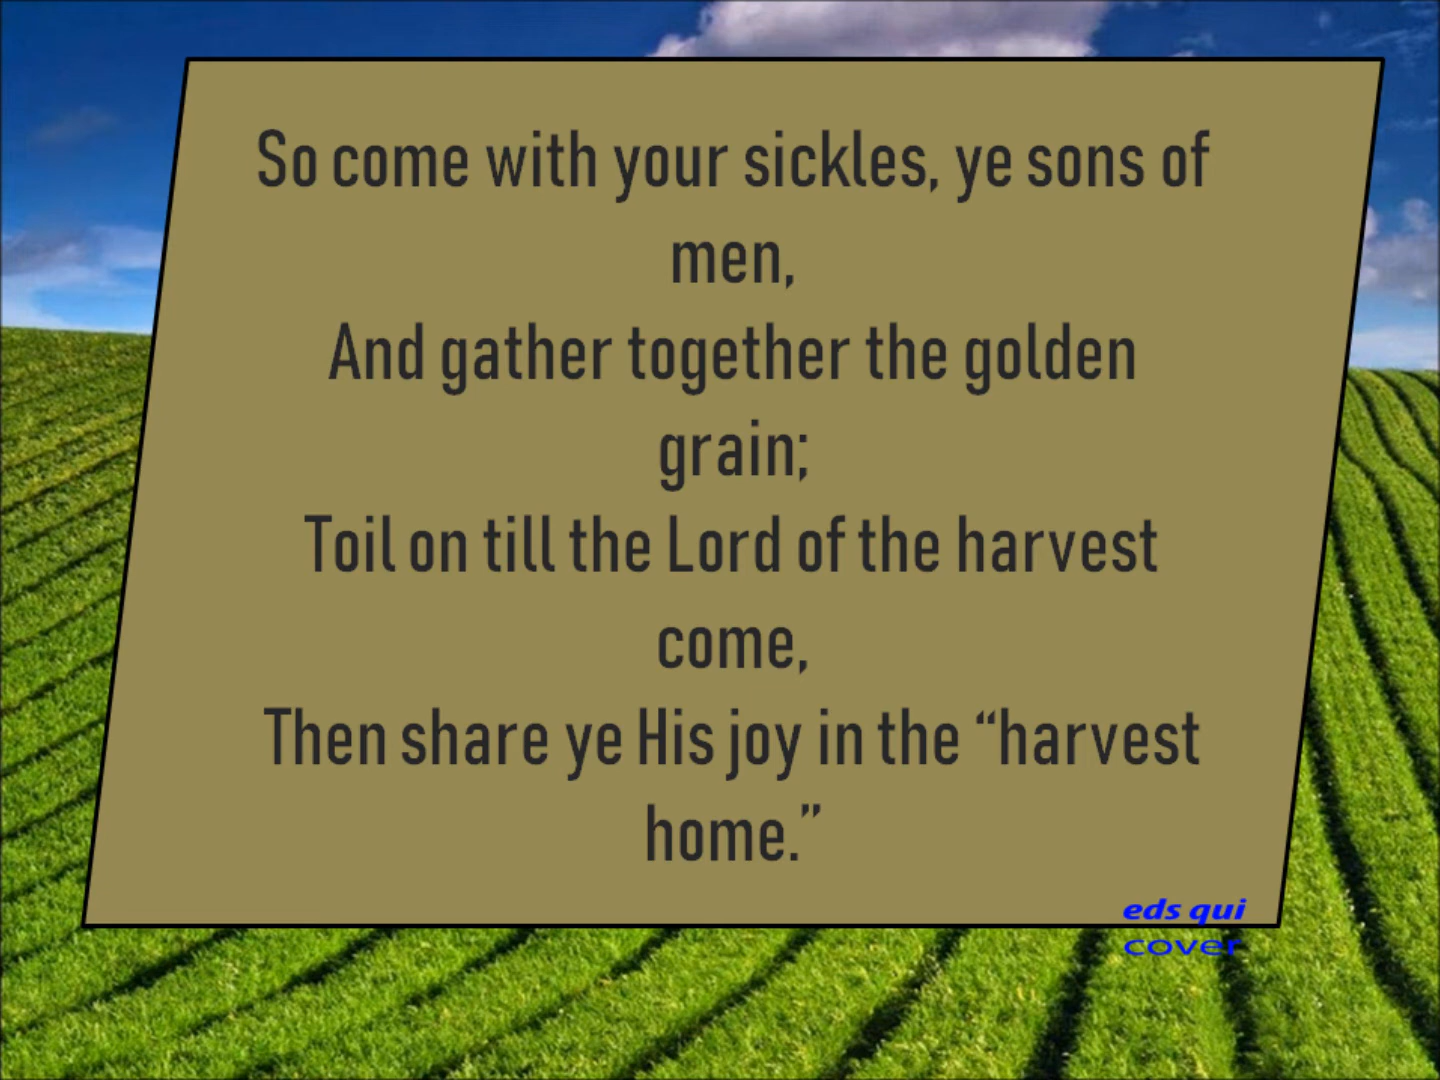 So come with your sickles, ye sons of
men,
And gather together the golden
grain;
Toil on till the Lord of the harvest
come,
Then share ye His joy in the “harvest
home.”
eds qui
cover